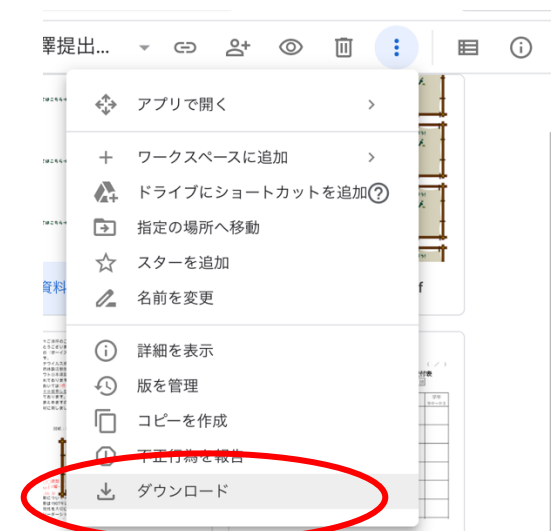 澤提出...
アプリで開く
ワークスペースに追加
ドライブにショートカットを追加
指定の場所へ移動
スターを追加
資料
f
名前を変更
詳細を表示
版を管理
コピーを作成
不正行為を報告
ダウンロード